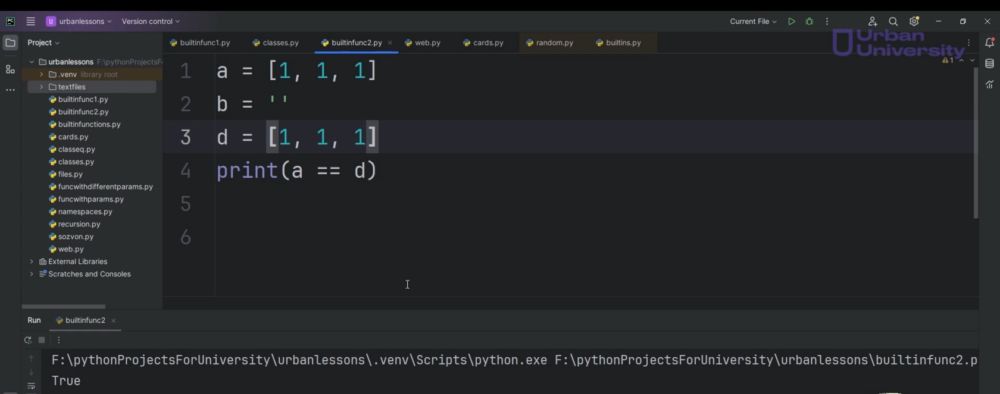 PC
U urbanlessons
Version control
Current File
Project
builtinfunc1.py
classes.py
builtinfunc2.py
web.py
cards.py
random.py
builtins.py
Urban
University
1
urbanlessons F:\pythonProjectsF
.venv library root
textfiles
builtinfunc1.py
builtinfunc2.py
builtinfunctions.py
cards.py
classeq.py
classes.py
files.py
funcwithdifferentparams.py
funcwithparams.py
namespaces.py
recursion.py
sozvon.py
web.py
External Libraries
Scratches and Consoles
1 a = [1, 1, 1]
2 b = ''
3 d = [1, 1, 1]
4 print(a == d)
5
6
Run
builtinfunc2
F:\pythonProjectsForUniversity\urbanlessons\.venv\Scripts\python.exe F:\pythonProjectsForUniversity\urbanlessons\builtinfunc2.p
True